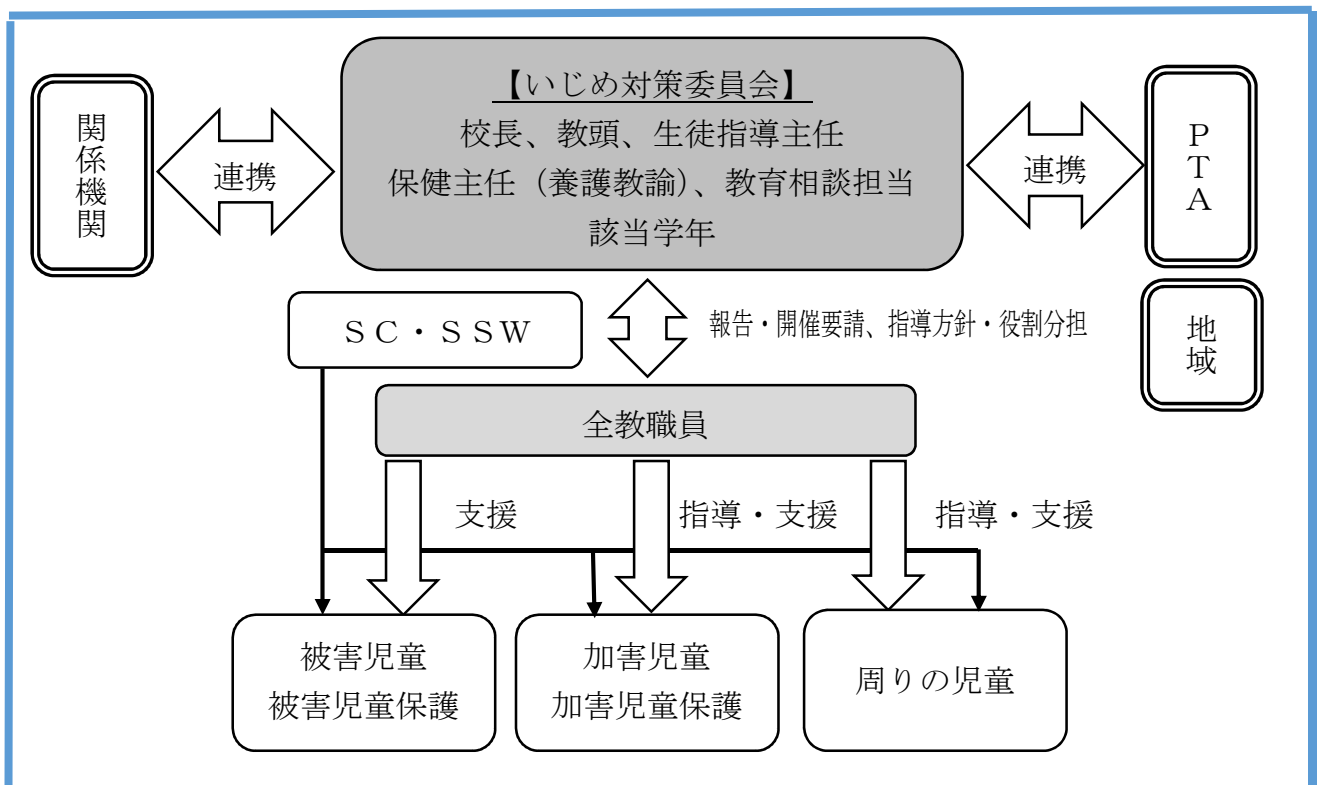 【いじめ対策委員会】
校長、教頭、生徒指導主任
保健主任(養護教諭)、教育相談担当
該当学年
関係機関
連携
連携
PTA
地域
SC・SSW
報告・開催要請、指導方針・役割分担
全教職員
支援
指導・支援
指導・支援
被害児童
被害児童保護
加害児童
加害児童保護
周りの児童